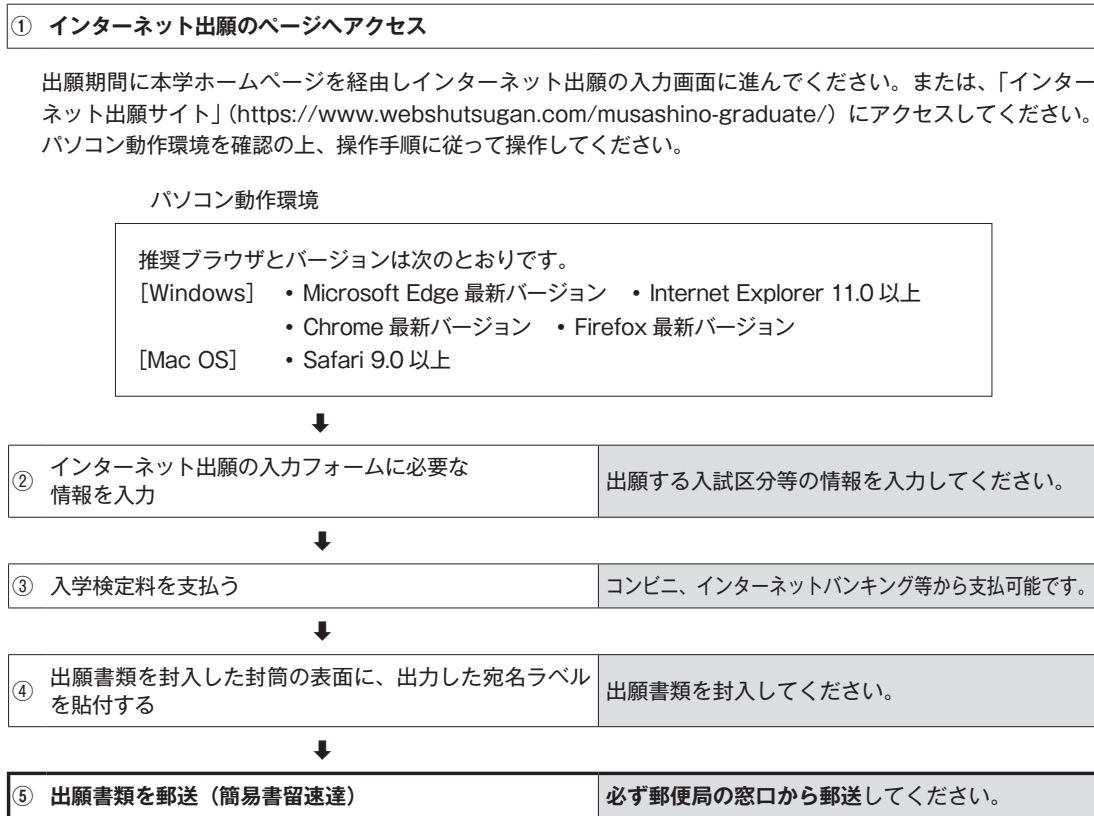 ① インターネット出願のページへアクセス
出願期間に本学ホームページを経由しインターネット出願の入力画面に進んでください。または、「インター
ネット出願サイト」（https://www.webshutsugan.com/musashino-graduate/）にアクセスしてください。
パソコン動作環境を確認の上、操作手順に従って操作してください。
パソコン動作環境
推奨ブラウザとバージョンは次のとおりです。
［Windows］ ・Microsoft Edge 最新バージョン ・Internet Explorer 11.0 以上
・Chrome 最新バージョン ・Firefox 最新バージョン
［Mac OS］ ・Safari 9.0 以上
⬇
② インターネット出願の入力フォームに必要な
情報を入力
出願する入試区分等の情報を入力してください。
⬇
③ 入学検定料を支払う
コンビニ、インターネットバンキング等から支払可能です。
⬇
④ 出願書類を封入した封筒の表面に、出力した宛名ラベル
を貼付する
出願書類を封入してください。
⬇
⑤ 出願書類を郵送（簡易書留速達）
必ず郵便局の窓口から郵送してください。